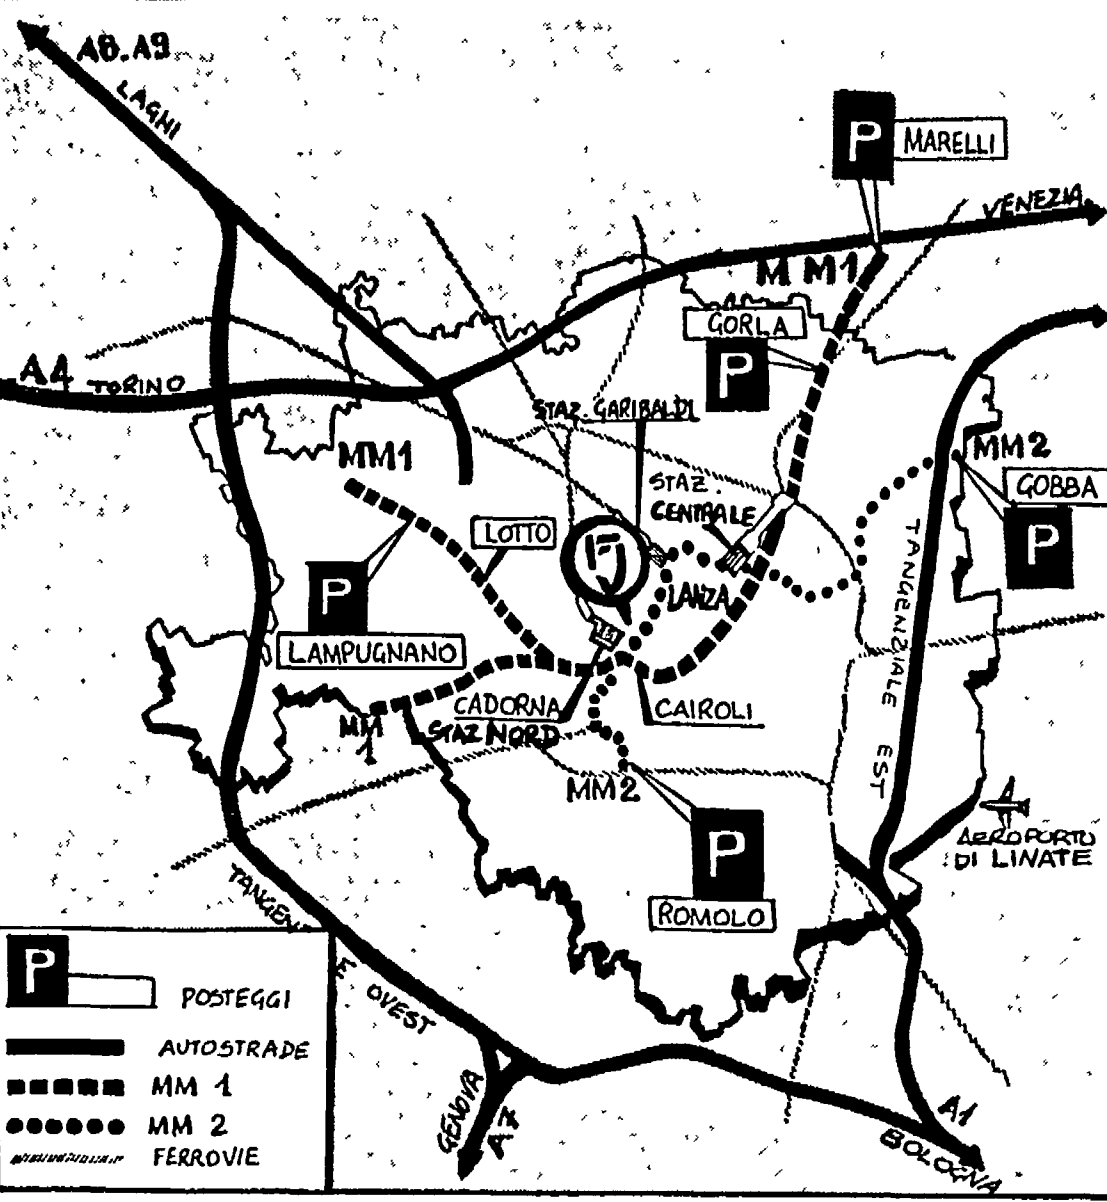 A8.A9
LAGHI
P
MARELLI
VENEZIA
M M1
GORLA
P
A4 TORINO
STAZ. GARIBALDI
MM1
MM2
GOBBA
P
STAZ.
CENTRALE
LOTTO
LANZA
P
LAMPUGNANO
TANGENZIALE EST
CADORNA
STAZ NORD
CAIROLI
MM
1
MM2
P
ROMOLO
AEROPORTO
DI LINATE
OVEST
GENOVA
A7
A1
BOLOGNA
P
POSTEGGI
AUTOSTRADE
MM 1
MM 2
FERROVIE